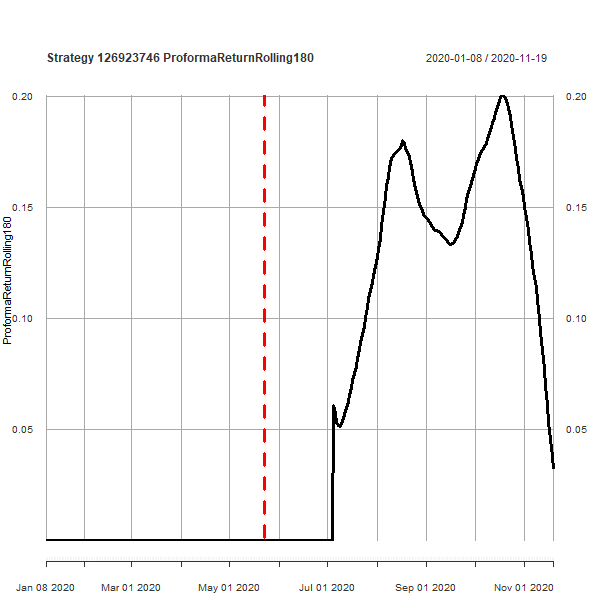 Strategy 126923746 ProformaReturnRolling180 2020-01-08 / 2020-11-19
0.20 0.20
0.15 0.15
ProformaReturnRolling180
0.10 0.10
0.05 0.05
Jan 08 2020 Mar 01 2020 May 01 2020 Jul 01 2020 Sep 01 2020 Nov 01 2020